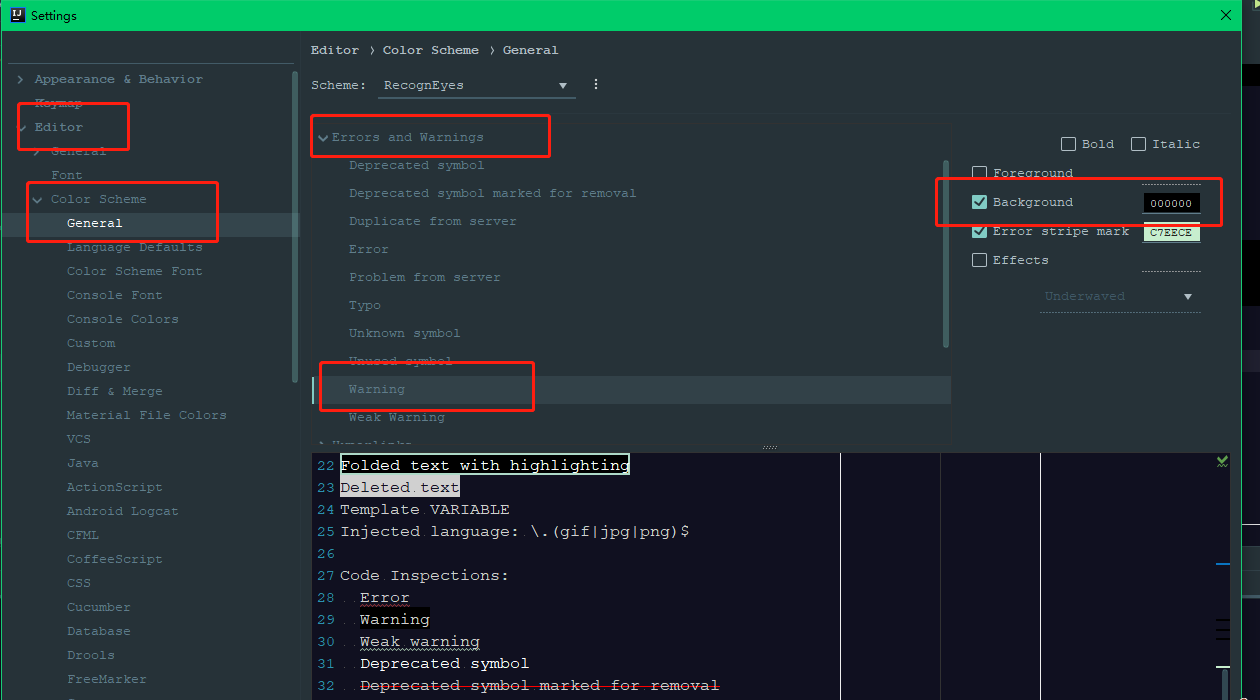 Settings
Editor › Color Scheme › General
Scheme: RecognEyes
Appearance & Behavior
Keymap
Editor
General
Font
Color Scheme
General
Language Defaults
Color Scheme Font
Console Font
Console Colors
Custom
Debugger
Diff & Merge
Material File Colors
VCS
Java
ActionScript
Android Logcat
CFML
CoffeeScript
CSS
Cucumber
Database
Drools
FreeMarker
Errors and Warnings
Deprecated symbol
Deprecated symbol marked for removal
Duplicate from server
Error
Problem from server
Typo
Unknown symbol
Unused symbol
Warning
Weak Warning
Hyperlinks
Bold Italic
Foreground
Background 000000
Error stripe mark C7EECE
Effects
Underwaved
22 Folded text with highlighting
23 Deleted text
24 Template VARIABLE
25 Injected language: \.(gif|jpg|png)$
26
27 Code Inspections:
28 Error
29 Warning
30 Weak warning
31 Deprecated symbol
32 Deprecated symbol marked for removal